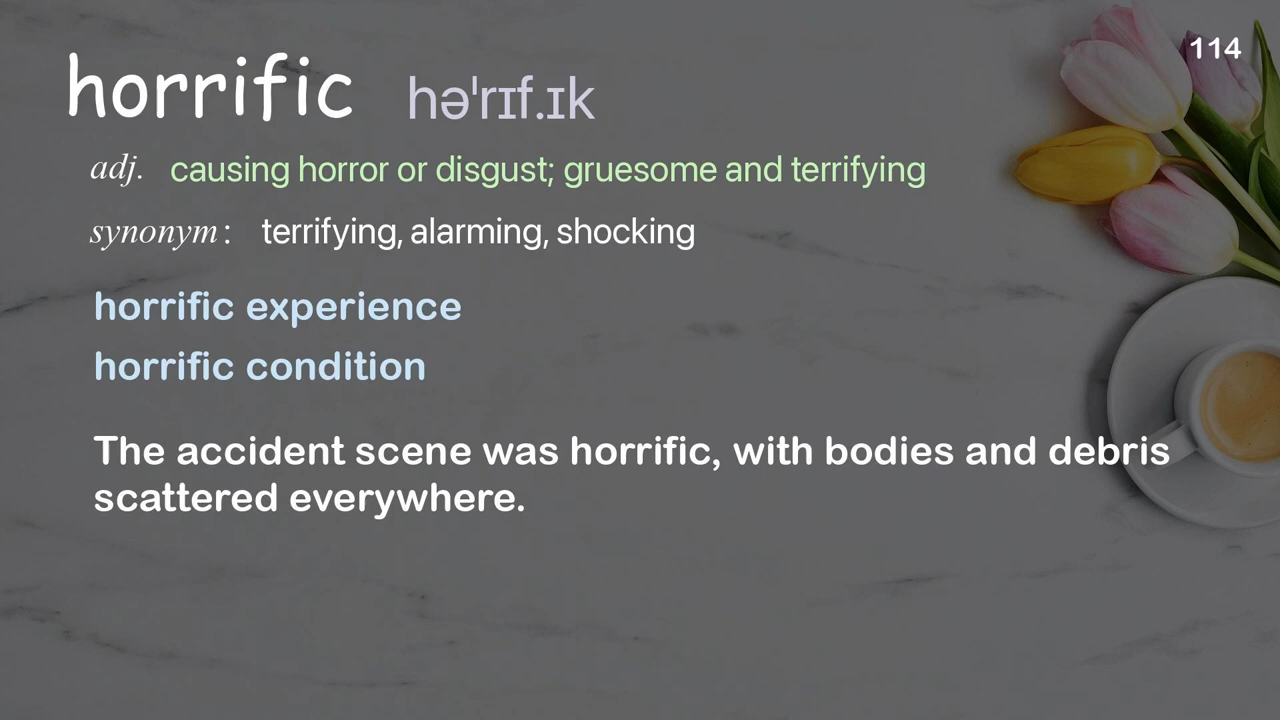 114
horrific həˈrɪf.ɪk
adj. causing horror or disgust; gruesome and terrifying
synonym: terrifying, alarming, shocking
horrific experience
horrific condition
The accident scene was horrific, with bodies and debris
scattered everywhere.